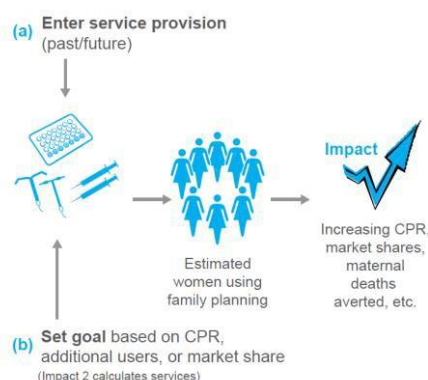 (a) Enter service provision
(past/future)
Impact
Estimated
women using
family planning
Increasing CPR,
market shares,
maternal
deaths
averted, etc.
(b) Set goal based on CPR,
additional users, or market share
(Impact 2 calculates services)